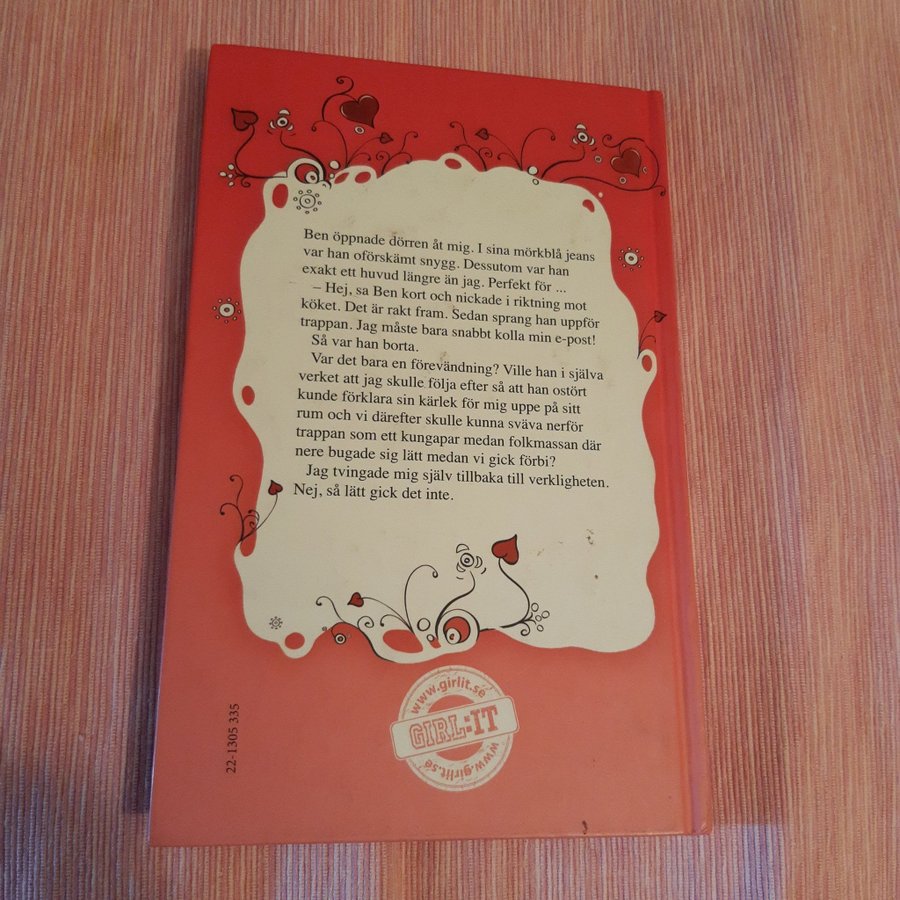 Ben öppnade dörren åt mig. I sina mörkblå jeans
var han oförskämt snygg. Dessutom var han
exakt ett huvud längre än jag. Perfekt för ...
– Hej, sa Ben kort och nickade i riktning mot
köket. Det är rakt fram. Sedan sprang han uppför
trappan. Jag måste bara snabbt kolla min e-post!
Så var han borta.
Var det bara en förevändning? Ville han i själva
verket att jag skulle följa efter så att han ostört
kunde förklara sin kärlek för mig uppe på sitt
rum och vi därefter skulle kunna sväva nerför
trappan som ett kungapar medan folkmassan där
nere bugade sig lätt medan vi gick förbi?
Jag tvingade mig själv tillbaka till verkligheten.
Nej, så lätt gick det inte.
www.girlit.se
GIRL:IT
www.girlit.se
22-1305 335